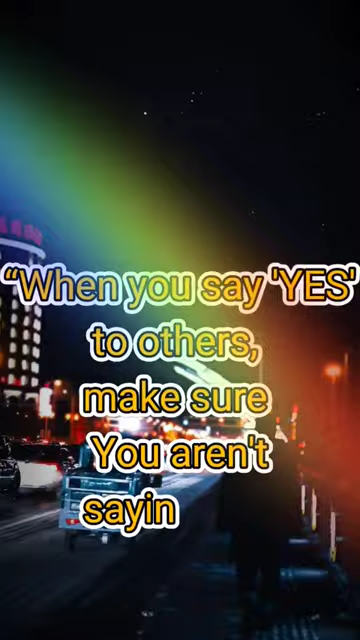 “When you say 'YES'
to others,
make sure
You aren't
sayin